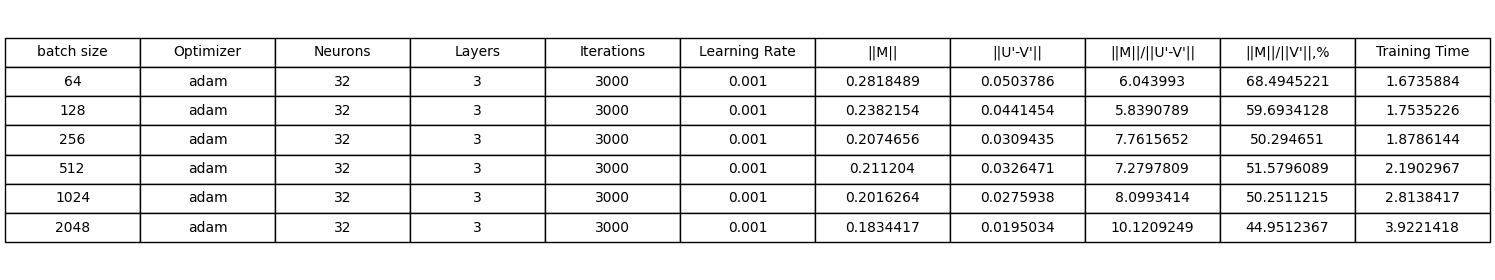 batch size Optimizer Neurons Layers Iterations Learning Rate ||M|| ||U'-V'|| ||M||/||U'-V'|| ||M||/||V'||,% Training Time
64 adam 32 3 3000 0.001 0.2818489 0.0503786 6.043993 68.4945221 1.6735884
128 adam 32 3 3000 0.001 0.2382154 0.0441454 5.8390789 59.6934128 1.7535226
256 adam 32 3 3000 0.001 0.2074656 0.0309435 7.7615652 50.294651 1.8786144
512 adam 32 3 3000 0.001 0.211204 0.0326471 7.2797809 51.5796089 2.1902967
1024 adam 32 3 3000 0.001 0.2016264 0.0275938 8.0993414 50.2511215 2.8138417
2048 adam 32 3 3000 0.001 0.1834417 0.0195034 10.1209249 44.9512367 3.9221418